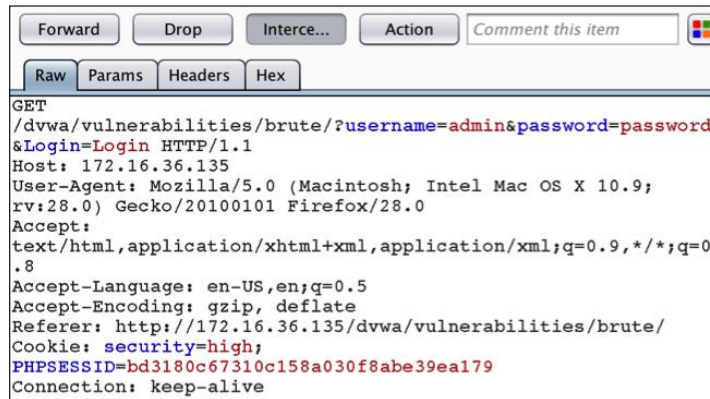 Forward Drop Interce... Action Comment this item
Raw Params Headers Hex
GET
/dvwa/vulnerabilities/brute/?username=admin&password=password
&Login=Login HTTP/1.1
Host: 172.16.36.135
User-Agent: Mozilla/5.0 (Macintosh; Intel Mac OS X 10.9;
rv:28.0) Gecko/20100101 Firefox/28.0
Accept:
text/html,application/xhtml+xml,application/xml;q=0.9,*/*;q=0
.8
Accept-Language: en-US,en;q=0.5
Accept-Encoding: gzip, deflate
Referer: http://172.16.36.135/dvwa/vulnerabilities/brute/
Cookie: security=high;
PHPSESSID=bd3180c67310c158a030f8abe39ea179
Connection: keep-alive